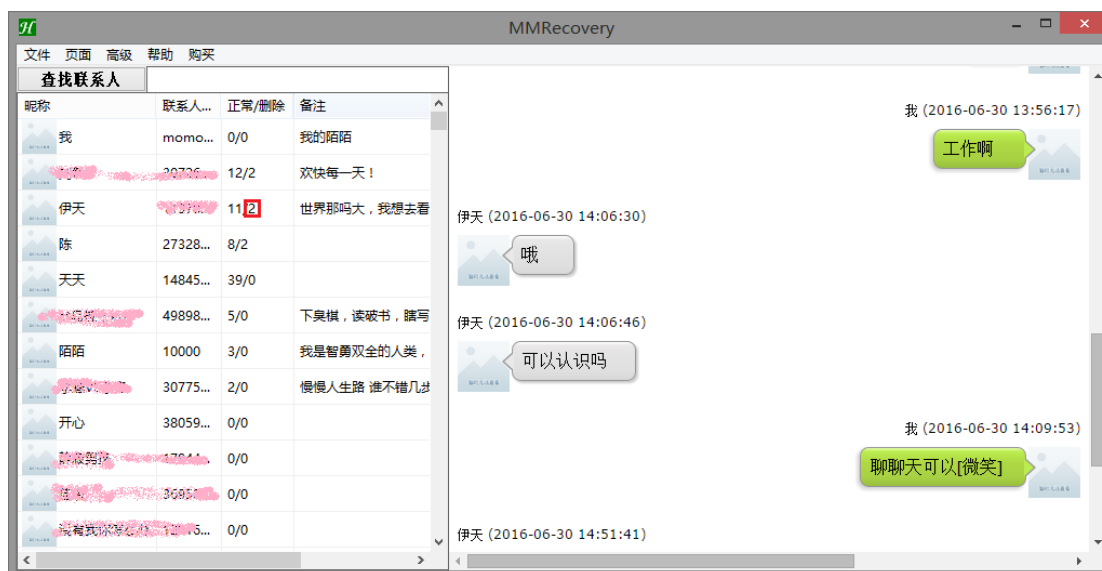 MMRecovery
文件 页面 高级 帮助 购买
查找联系人
昵称 联系人... 正常/删除 备注
我 momo... 0/0 我的陌陌
12/2 欢快每一天！
伊天 11/2 世界那吗大，我想去看
陈 27328... 8/2
天天 14845... 39/0
49898... 5/0 下臭棋，读破书，瞎写
陌陌 10000 3/0 我是智勇双全的人类，
30775... 2/0 慢慢人生路 谁不错几步
开心 38059... 0/0
0/0
0/0
0/0
我 (2016-06-30 13:56:17)
工作啊
伊天 (2016-06-30 14:06:30)
哦
伊天 (2016-06-30 14:06:46)
可以认识吗
我 (2016-06-30 14:09:53)
聊聊天可以[微笑]
伊天 (2016-06-30 14:51:41)